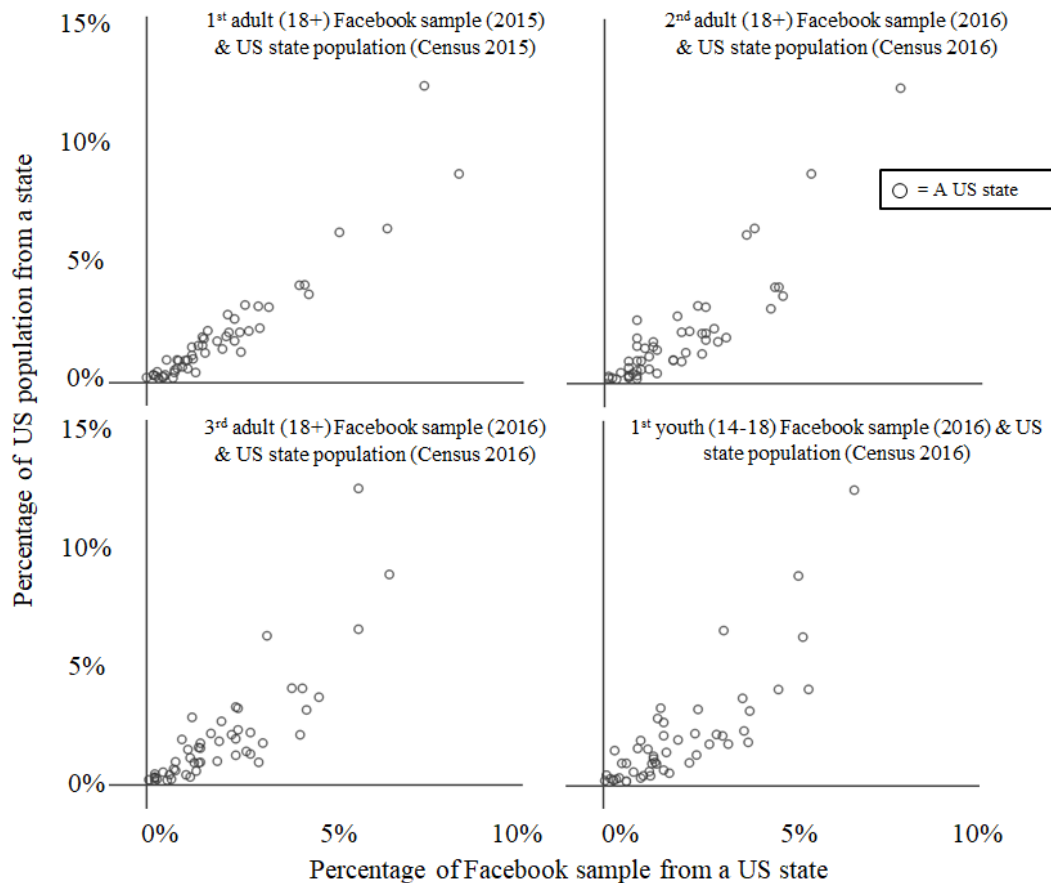 15%
1st adult (18+) Facebook sample (2015)
& US state population (Census 2015)
2nd adult (18+) Facebook sample (2016)
& US state population (Census 2016)
10%
= A US state
5%
0%
Percentage of US population from a state
15%
3rd adult (18+) Facebook sample (2016)
& US state population (Census 2016)
1st youth (14-18) Facebook sample (2016) & US
state population (Census 2016)
10%
5%
0%
0%
5%
10%
0%
5%
10%
Percentage of Facebook sample from a US state